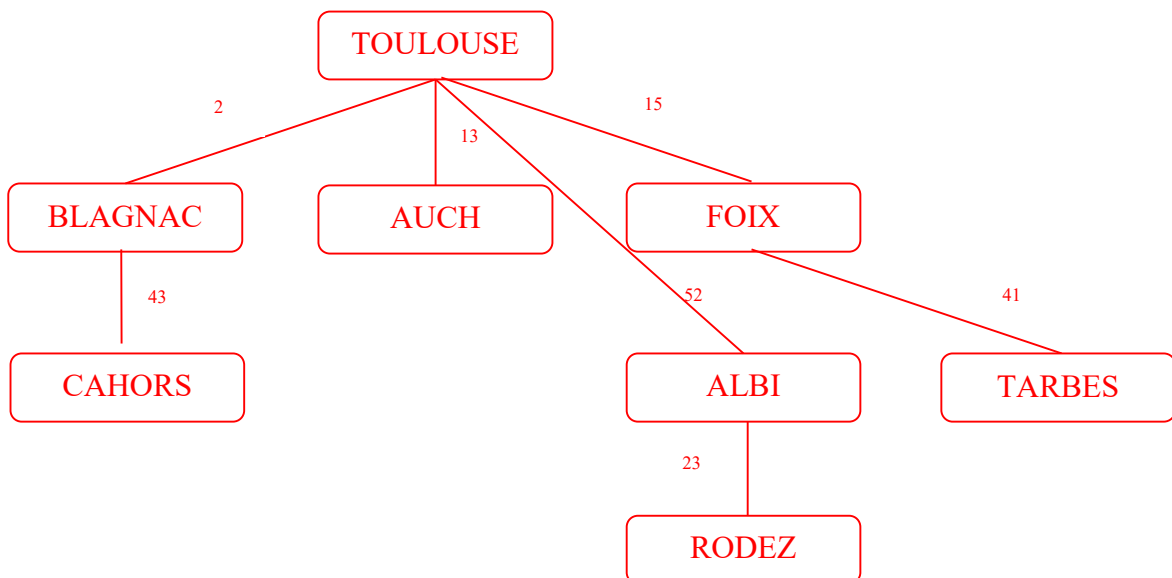 TOULOUSE
2
13
15
BLAGNAC
AUCH
FOIX
43
52
41
CAHORS
ALBI
TARBES
23
RODEZ